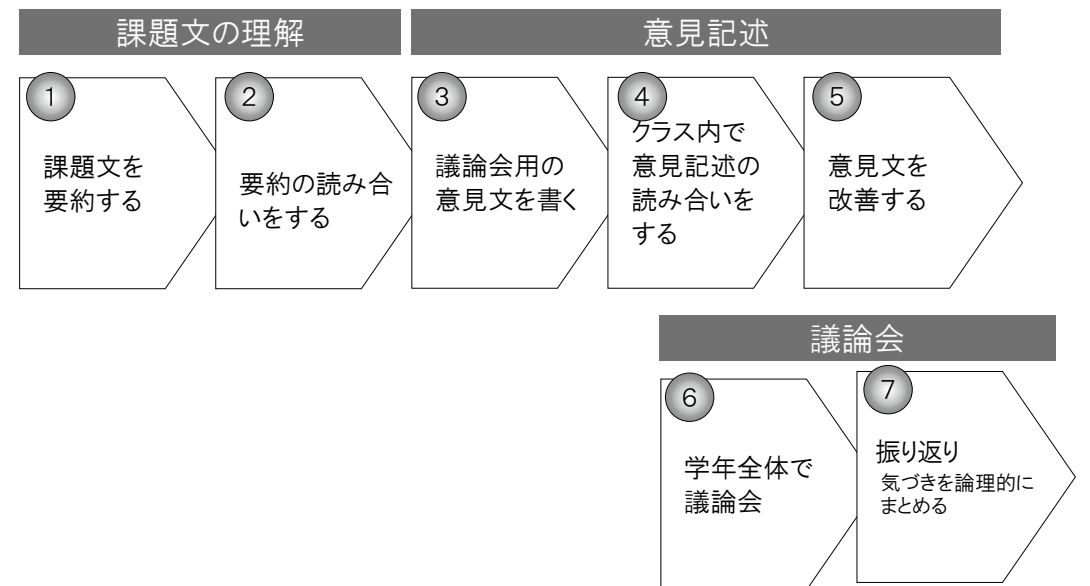 課題文の理解
意見記述
1
課題文を
要約する
2
要約の読み合
いをする
3
議論会用の
意見文を書く
4
クラス内で
意見記述の
読み合いを
する
5
意見文を
改善する
議論会
6
学年全体で
議論会
7
振り返り
気づきを論理的に
まとめる